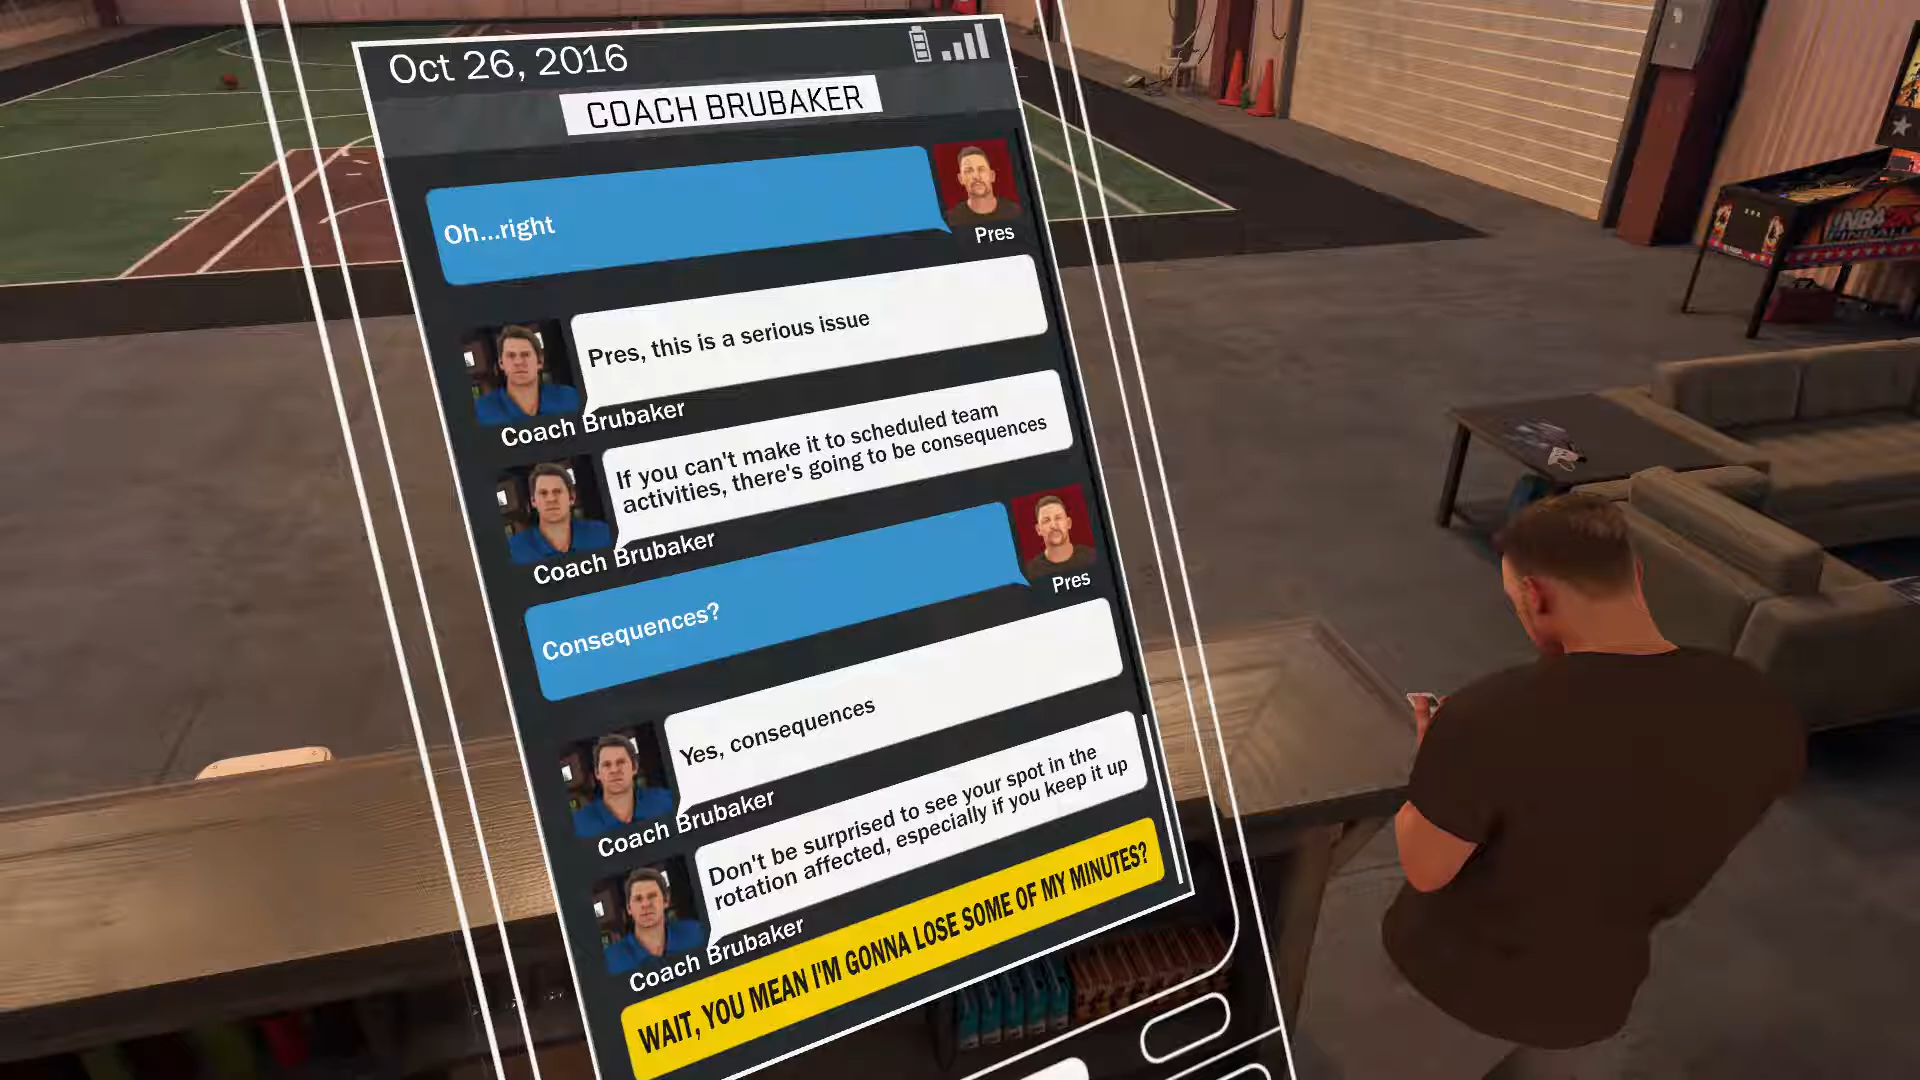 Oct 26, 2016
COACH BRUBAKER
Oh...right
Pres
Pres, this is a serious issue
Coach Brubaker
If you can't make it to scheduled team
activities, there's going to be consequences
Coach Brubaker
Pres
Consequences?
Yes, consequences
Coach Brubaker
Don't be surprised to see your spot in the
rotation affected, especially if you keep it up
Coach Brubaker
WAIT, YOU MEAN I'M GONNA LOSE SOME OF MY MINUTES?
NBA 2K
PINBALL